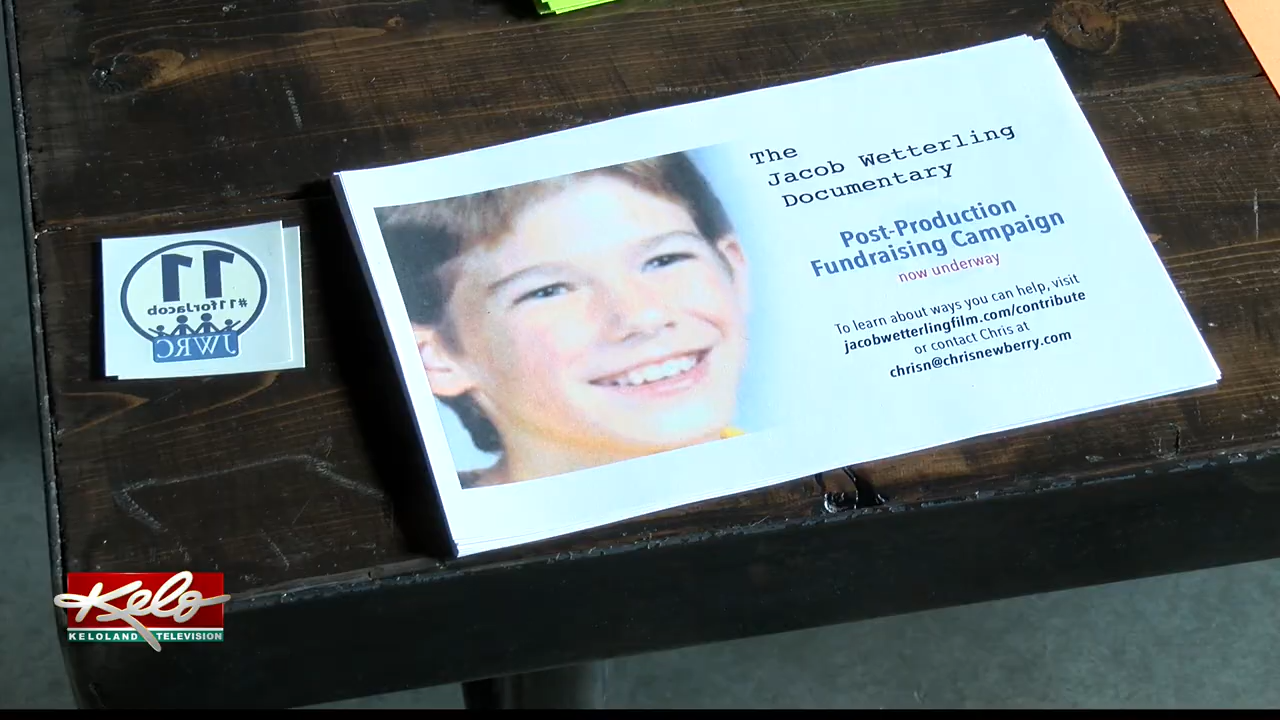 The
Jacob Wetterling
Documentary
Post-Production
Fundraising Campaign
now underway
To learn about ways you can help, visit
jacobwetterlingfilm.com/contribute
or contact Chris at
chrisn@chrisnewberry.com
11
#11forJacob
JWRC
Kelo
KELOLAND TELEVISION